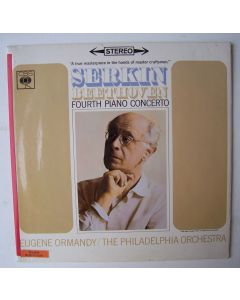 STEREO
"A true masterpiece in the hands of master craftsmen."
CBS
SERKIN
BEETHOVEN
FOURTH PIANO CONCERTO
EUGENE ORMANDY/THE PHILADELPHIA ORCHESTRA